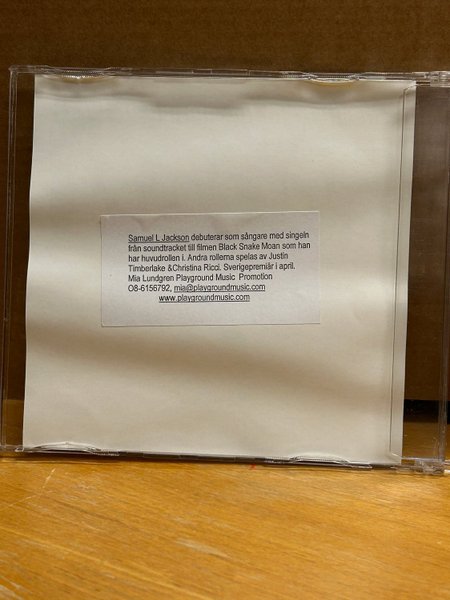 Samuel L Jackson debuterar som sångare med singeln
från soundtracket till filmen Black Snake Moan som han
har huvudrollen i. Andra rollerna spelas av Justin
Timberlake &Christina Ricci. Sverigepremiär i april.
Mia Lundgren Playground Music  Promotion
O8-6156792, mia@playgroundmusic.com
www.playgroundmusic.com